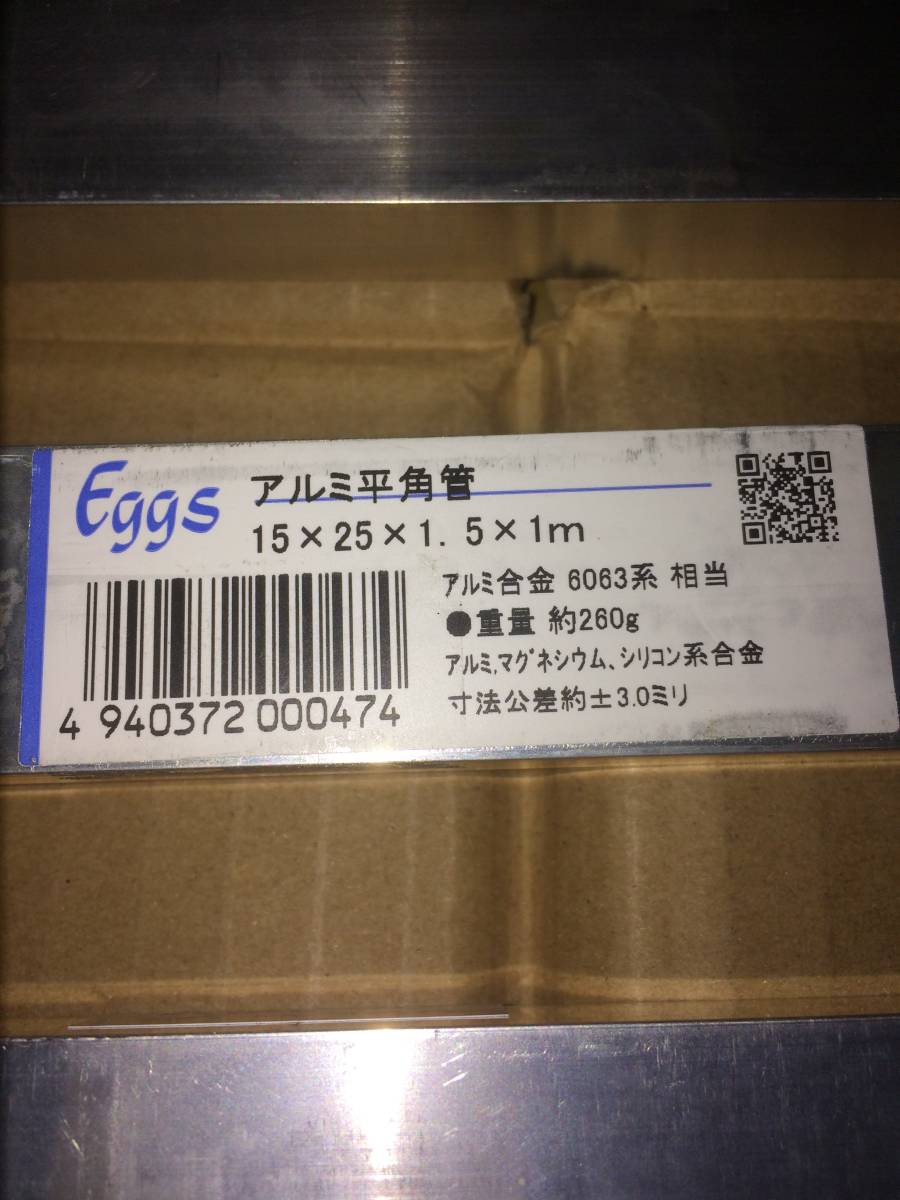 Eggs
アルミ平角管
15×25×1.5×1m
アルミ合金 6063系 相当
●重量 約260g
アルミ,マグネシウム、シリコン系合金
寸法公差約±3.0ミリ
4 940372 000474